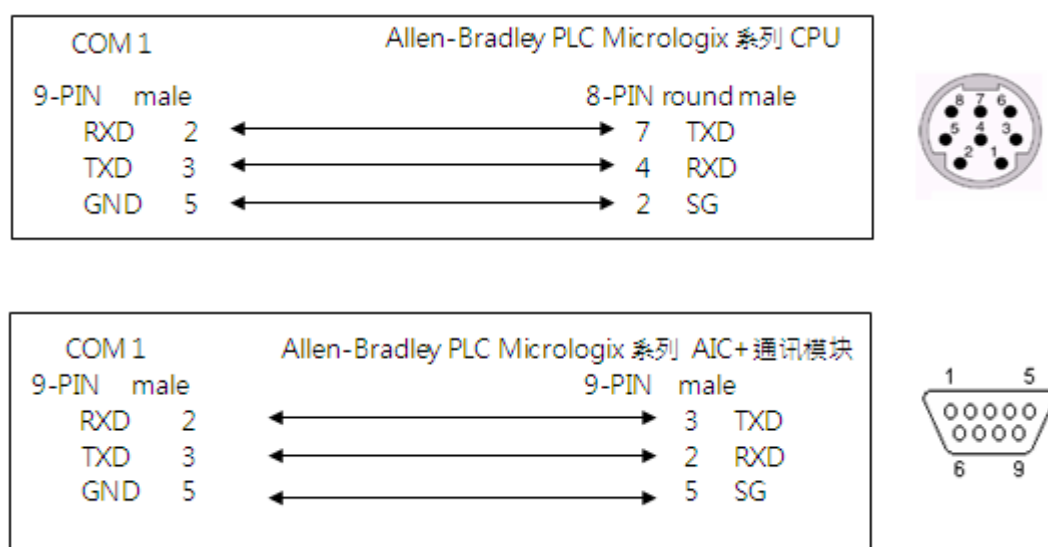 COM 1 Allen-Bradley PLC Micrologix 系列 CPU
9-PIN male 8-PIN round male
RXD 2 7 TXD
TXD 3 4 RXD
GND 5 2 SG
8 7 6
5 4 3
2 1
COM 1 Allen-Bradley PLC Micrologix 系列 AIC+通讯模块
9-PIN male 9-PIN male
RXD 2 3 TXD
TXD 3 2 RXD
GND 5 5 SG
1 5
6 9